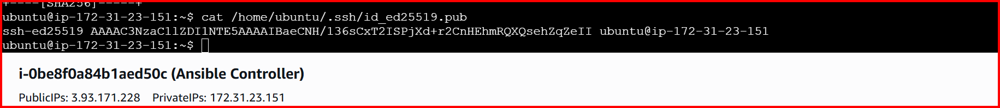 +----[SHA256]-----+
ubuntu@ip-172-31-23-151:~$ cat /home/ubuntu/.ssh/id_ed25519.pub
ssh-ed25519 AAAAC3NzaC1lZDI1NTE5AAAAIBaeCNH/l36sCxT2ISPjXd+r2CnHEhmRQXQsehZqZeII ubuntu@ip-172-31-23-151
ubuntu@ip-172-31-23-151:~$
i-0be8f0a84b1aed50c (Ansible Controller)
PublicIPs: 3.93.171.228 PrivateIPs: 172.31.23.151